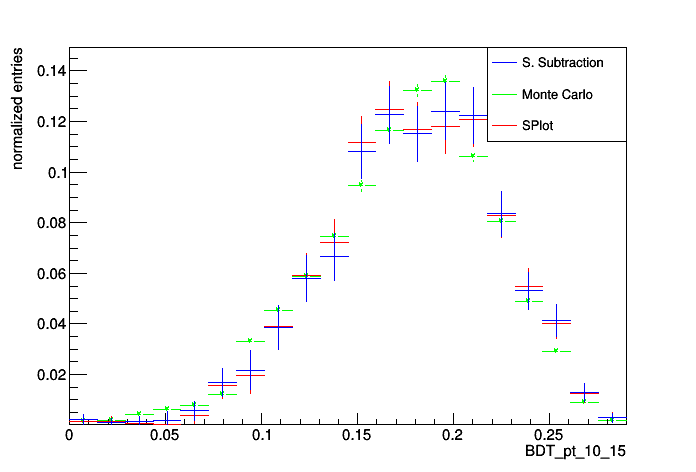 normalized entries
0.14
0.12
0.1
0.08
0.06
0.04
0.02
S. Subtraction
Monte Carlo
SPlot
0 0.05 0.1 0.15 0.2 0.25
BDT_pt_10_15